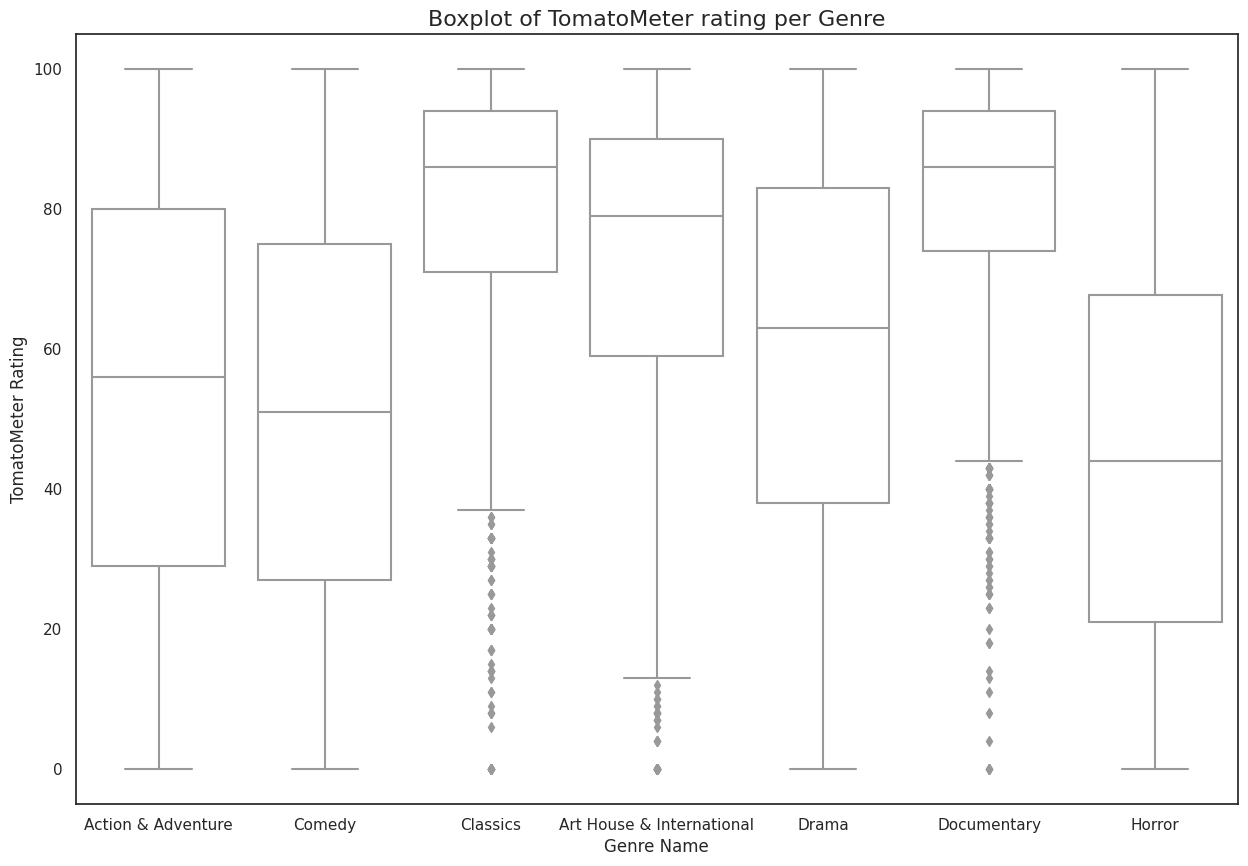 Boxplot of TomatoMeter rating per Genre
100
80
60
40
20
0
TomatoMeter Rating
Action & Adventure
Comedy
Classics
Art House & International
Drama
Documentary
Horror
Genre Name